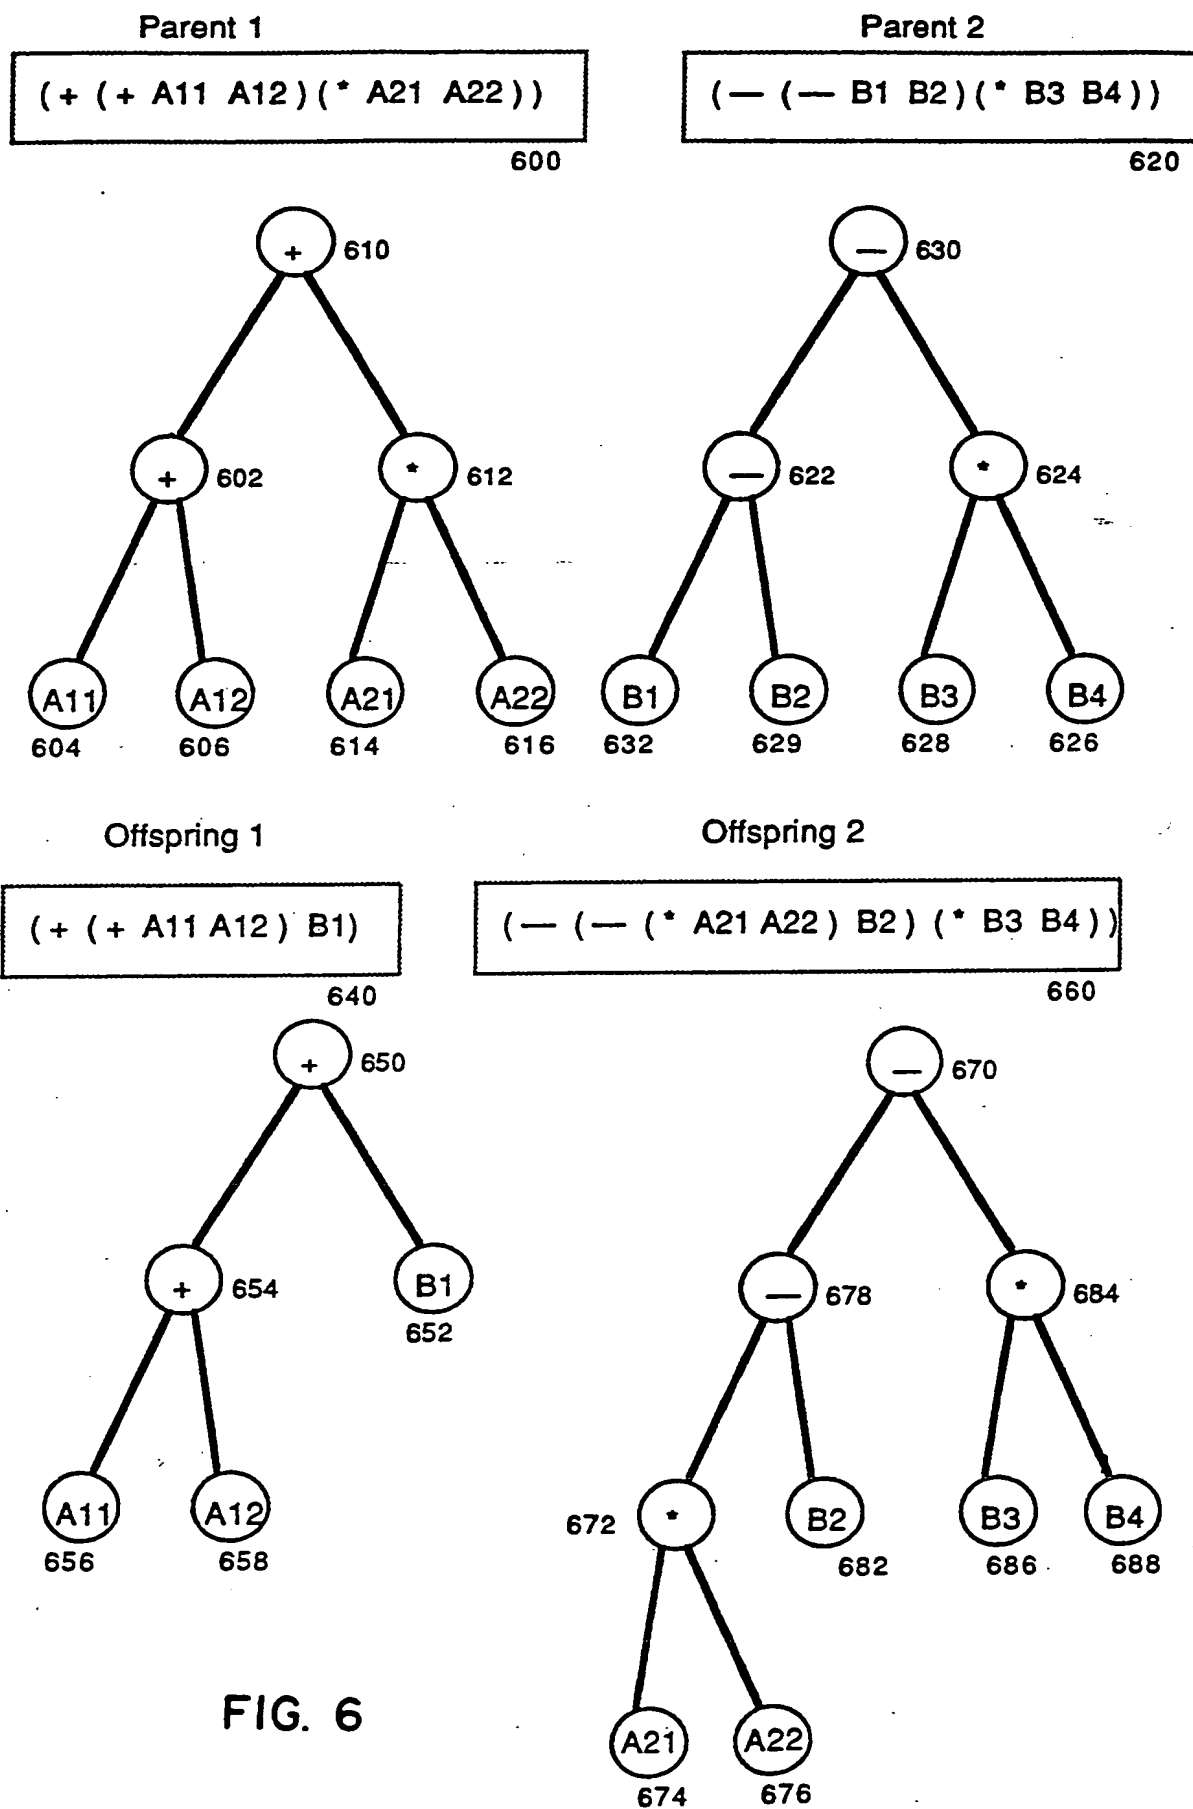 Parent 1 Parent 2
(+ (+ A11 A12)(* A21 A22)) (— (— B1 B2)(* B3 B4))
600 620
+ 610 — 630
+ 602 * 612 — 622 * 624
A11 A12 A21 A22 B1 B2 B3 B4
604 606 614 616 632 629 628 626
Offspring 1 Offspring 2
(+ (+ A11 A12) B1) (— (— (* A21 A22) B2) (* B3 B4))
640 660
+ 650 — 670
+ 654 B1 — 678 * 684
652
A11 A12 672 * B2 B3 B4
656 658 682 686 688
FIG. 6
A21 A22
674 676